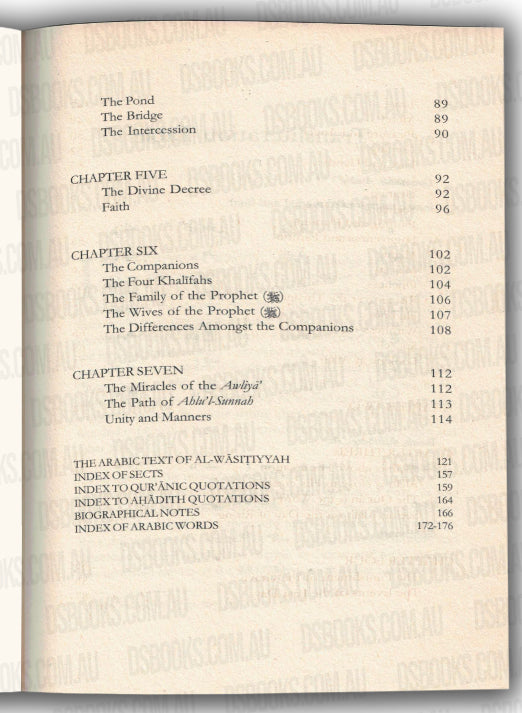 The Pond 89
The Bridge 89
The Intercession 90
CHAPTER FIVE 92
The Divine Decree 92
Faith 96
CHAPTER SIX 102
The Companions 102
The Four Khalīfahs 104
The Family of the Prophet (ﷺ) 106
The Wives of the Prophet (ﷺ) 107
The Differences Amongst the Companions 108
CHAPTER SEVEN 112
The Miracles of the Awliyā' 112
The Path of Ahlu'l-Sunnah 113
Unity and Manners 114
THE ARABIC TEXT OF AL-WĀSIṬIYYAH 121
INDEX OF SECTS 157
INDEX TO QUR'ĀNIC QUOTATIONS 159
INDEX TO AḤĀDITH QUOTATIONS 164
BIOGRAPHICAL NOTES 166
INDEX OF ARABIC WORDS 172-176
DSBOOKS.COM.AU